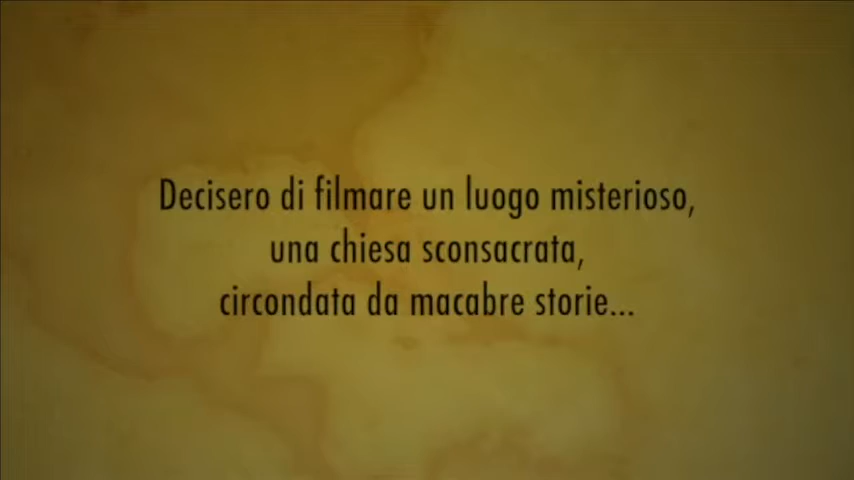 Decisero di filmare un luogo misterioso,
una chiesa sconsacrata,
circondata da macabre storie...